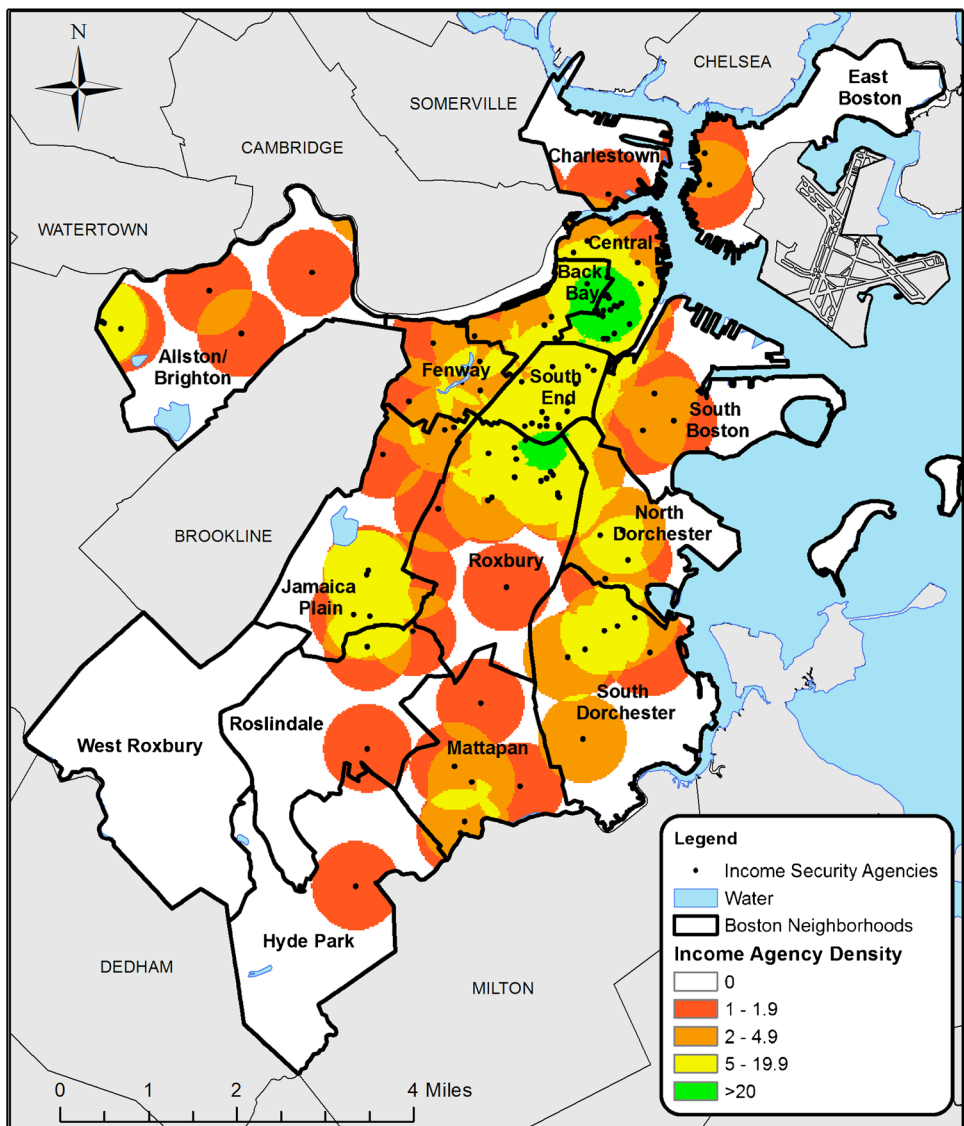 N
CHELSEA
East
Boston
SOMERVILLE
CAMBRIDGE
Charlestown
WATERTOWN
Central
Back
Bay
Allston/
Brighton
Fenway
South
End
South
Boston
BROOKLINE
North
Dorchester
Roxbury
Jamaica
Plain
South
Dorchester
Roslindale
West Roxbury
Mattapan
Hyde Park
DEDHAM
MILTON
Legend
Income Security Agencies
Water
Boston Neighborhoods
Income Agency Density
0
1 - 1.9
2 - 4.9
5 - 19.9
>20
0 1 2 4 Miles